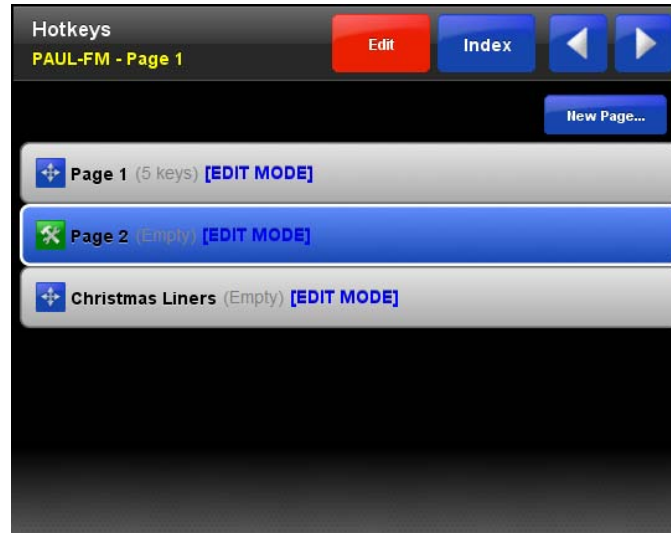 Hotkeys
PAUL-FM - Page 1
Edit
Index
New Page...
Page 1 (5 keys) [EDIT MODE]
Page 2 (Empty) [EDIT MODE]
Christmas Liners (Empty) [EDIT MODE]